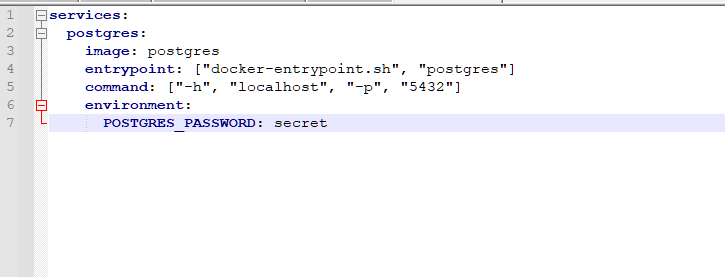 1 services:
2 postgres:
3 image: postgres
4 entrypoint: ["docker-entrypoint.sh", "postgres"]
5 command: ["-h", "localhost", "-p", "5432"]
6 environment:
7 POSTGRES_PASSWORD: secret